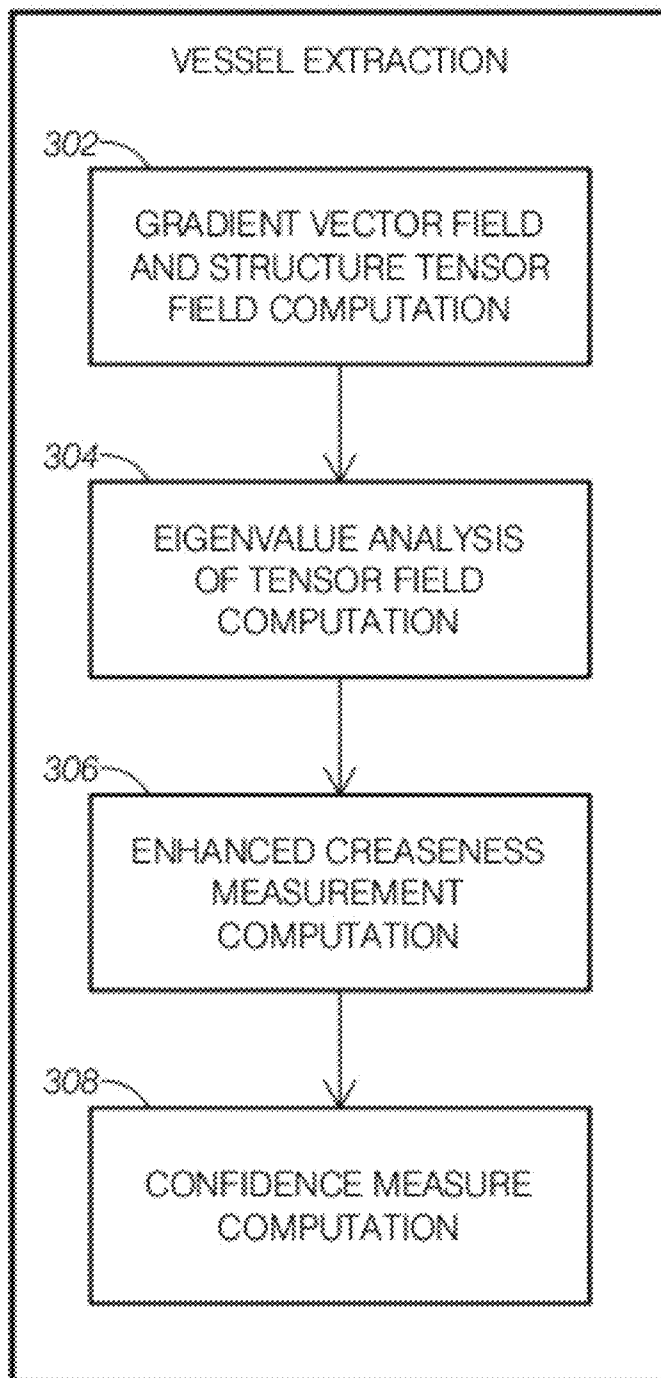 VESSEL EXTRACTION
302
GRADIENT VECTOR FIELD
AND STRUCTURE TENSOR
FIELD COMPUTATION
304
EIGENVALUE ANALYSIS
OF TENSOR FIELD
COMPUTATION
306
ENHANCED CREASENESS
MEASUREMENT
COMPUTATION
308
CONFIDENCE MEASURE
COMPUTATION